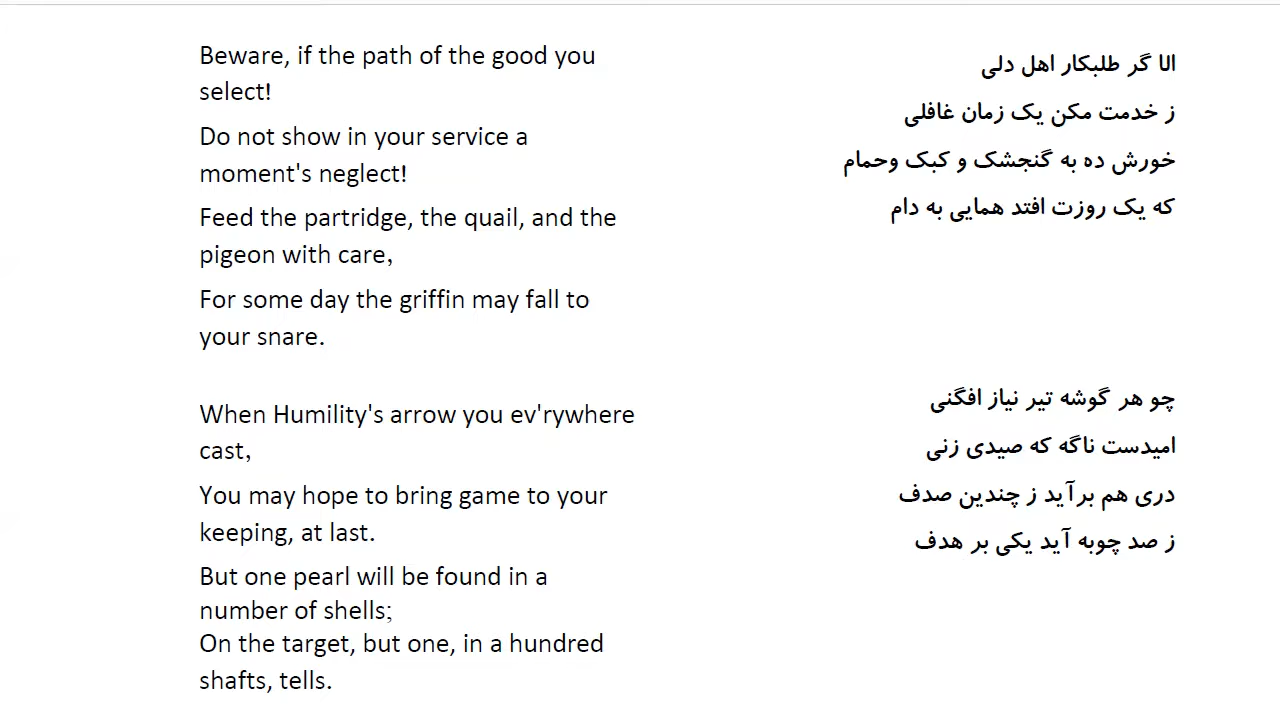 Beware, if the path of the good you
select!
Do not show in your service a
moment's neglect!
Feed the partridge, the quail, and the
pigeon with care,
For some day the griffin may fall to
your snare.
When Humility's arrow you ev'rywhere
cast,
You may hope to bring game to your
keeping, at last.
But one pearl will be found in a
number of shells;
On the target, but one, in a hundred
shafts, tells.
الا گر طلبکار اهل دلی
ز خدمت مکن یک زمان غافلی
خورش ده به گنجشک و کبک وحمام
که یک روزت افتد همایی به دام
چو هر گوشه تیر نیاز افگنی
امیدست ناگه که صیدی زنی
دری هم برآید ز چندین صدف
ز صد چوبه آید یکی بر هدف